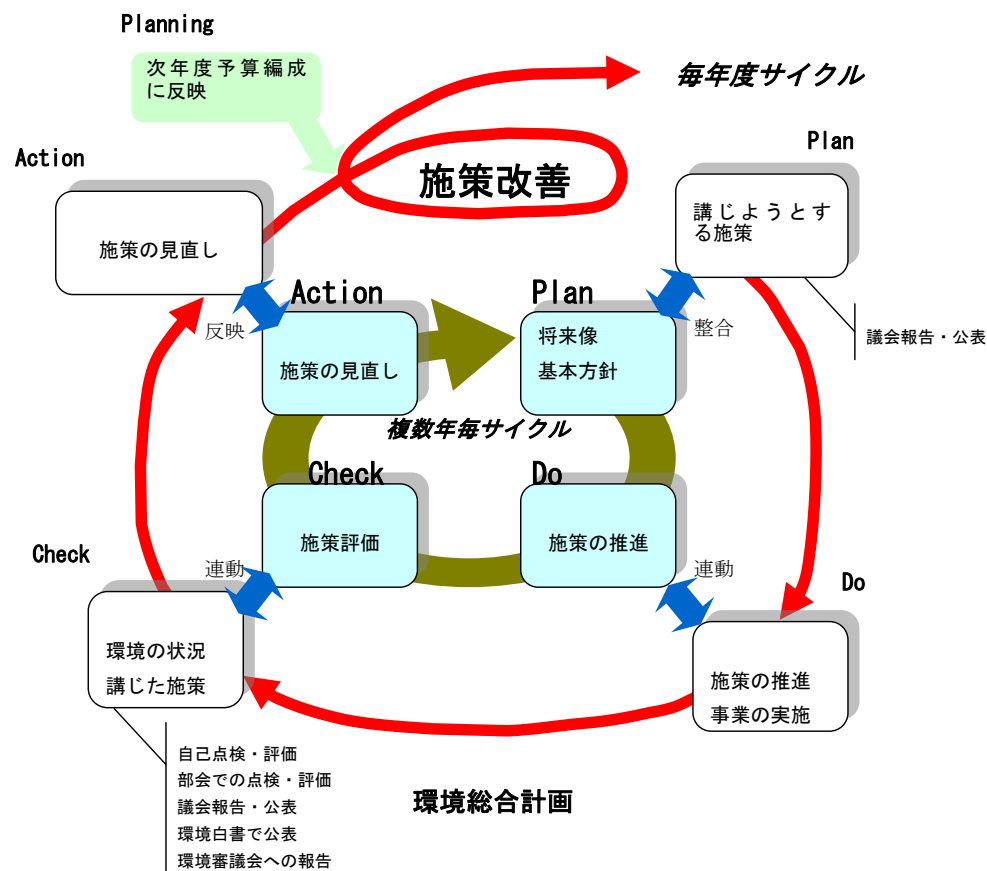 Planning
次年度予算編成
に反映
毎年度サイクル
Action
Plan
施策改善
講じようとす
る施策
施策の見直し
Action
Plan
反映
整合
議会報告・公表
将来像
基本方針
施策の見直し
複数年毎サイクル
Check
Do
施策評価
施策の推進
Check
連動
連動
Do
環境の状況
講じた施策
施策の推進
事業の実施
自己点検・評価
部会での点検・評価
議会報告・公表
環境白書で公表
環境審議会への報告
環境総合計画